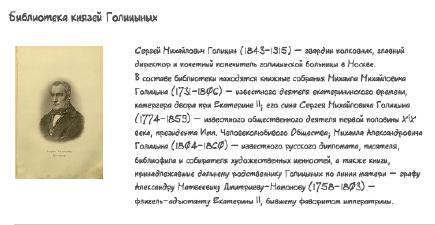 Библиотека князей Голицыных
Сергей Михайлович Голицын (1843-1915) — гвардии полковник, главный
директор и почетный попечитель голицынской больницы в Москве.
В составе библиотеки находятся книжные собрания Михаила Михайловича
Голицына (1731-1806) — известного деятеля екатерининского времени,
камергера двора при Екатерине II; его сына Сергея Михайловича Голицына
(1774-1859) — известного общественного деятеля первой половины XIX
века, президента Имп. Человеколюбивого Общества; Михаила Александровича
Голицына (1804-1860) — известного русского дипломата, писателя,
библиофила и собирателя художественных ценностей, а также книги,
принадлежавшие дальнему родственнику Голицыных по линии матери — графу
Александру Матвеевичу Дмитриеву-Мамонову (1758-1803) —
флигель-адъютанту Екатерины II, бывшему фавориту императрицы.